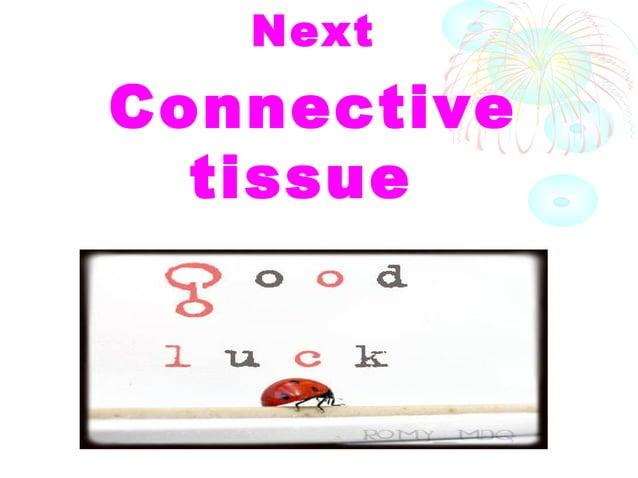 Next
Connective
tissue
good
luck
ROMY MDQ